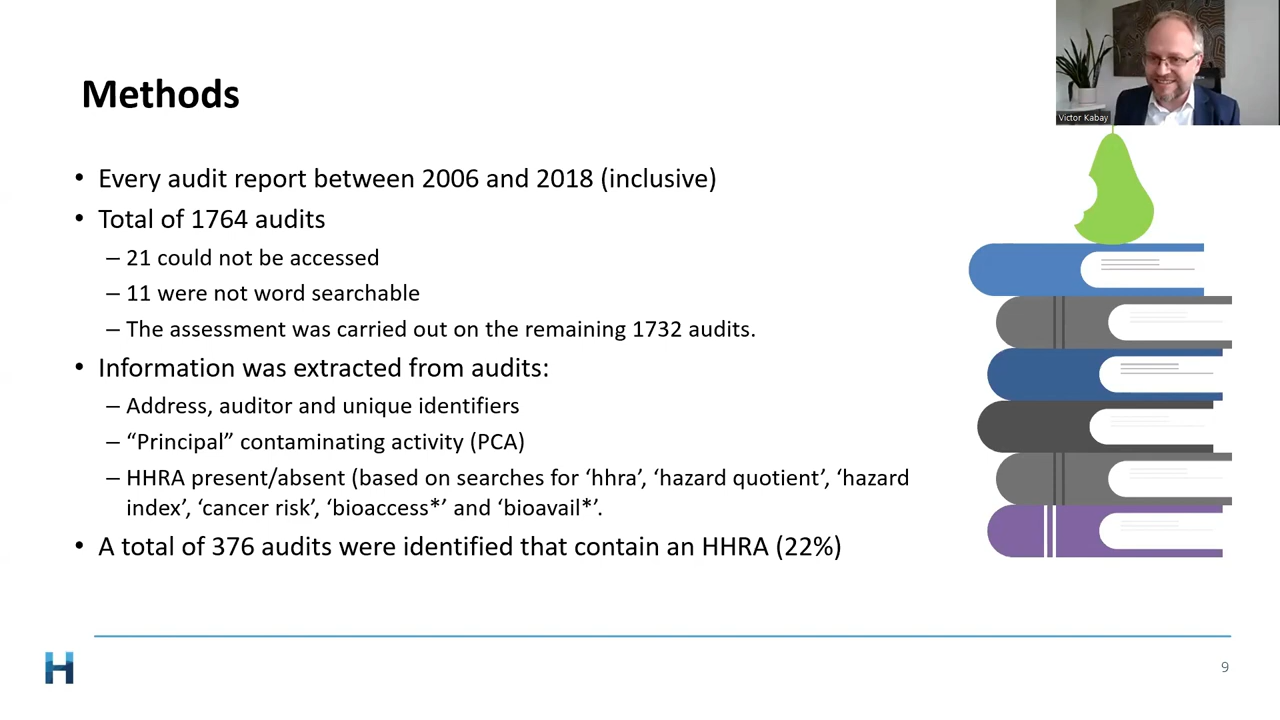 Victor Kabay
Methods
• Every audit report between 2006 and 2018 (inclusive)
• Total of 1764 audits
– 21 could not be accessed
– 11 were not word searchable
– The assessment was carried out on the remaining 1732 audits.
• Information was extracted from audits:
– Address, auditor and unique identifiers
– “Principal” contaminating activity (PCA)
– HHRA present/absent (based on searches for ‘hhra’, ‘hazard quotient’, ‘hazard
index’, ‘cancer risk’, ‘bioaccess*’ and ‘bioavail*’.
• A total of 376 audits were identified that contain an HHRA (22%)
H
9